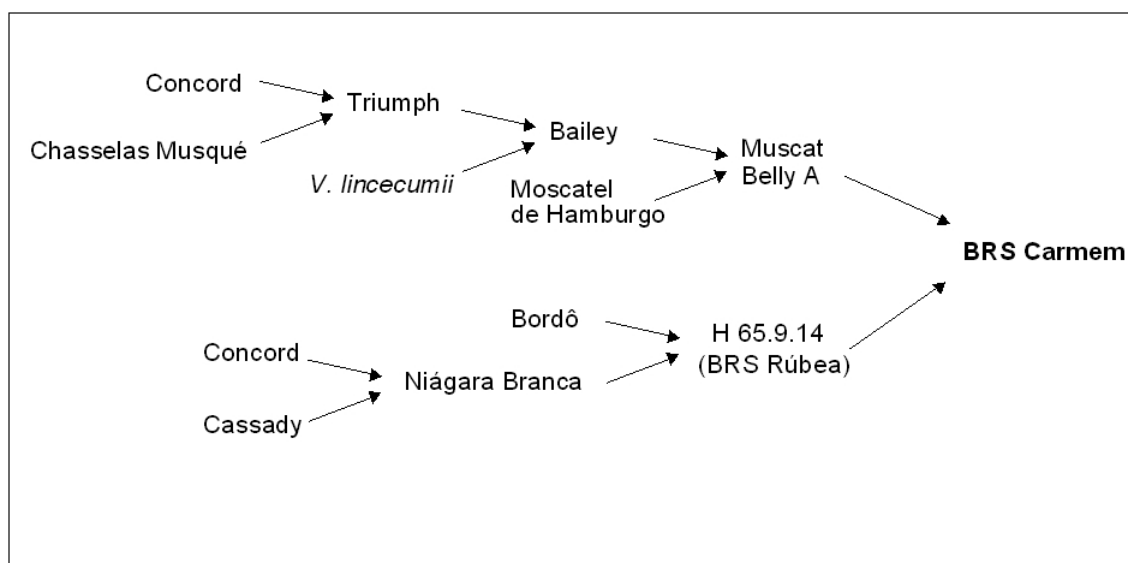 Concord
Triumph
Chasselas Musqué
Bailey
V. lincecumii
Muscat
Belly A
Moscatel
de Hamburgo
BRS Carmem
Bordô
H 65.9.14
(BRS Rúbea)
Concord
Niágara Branca
Cassady